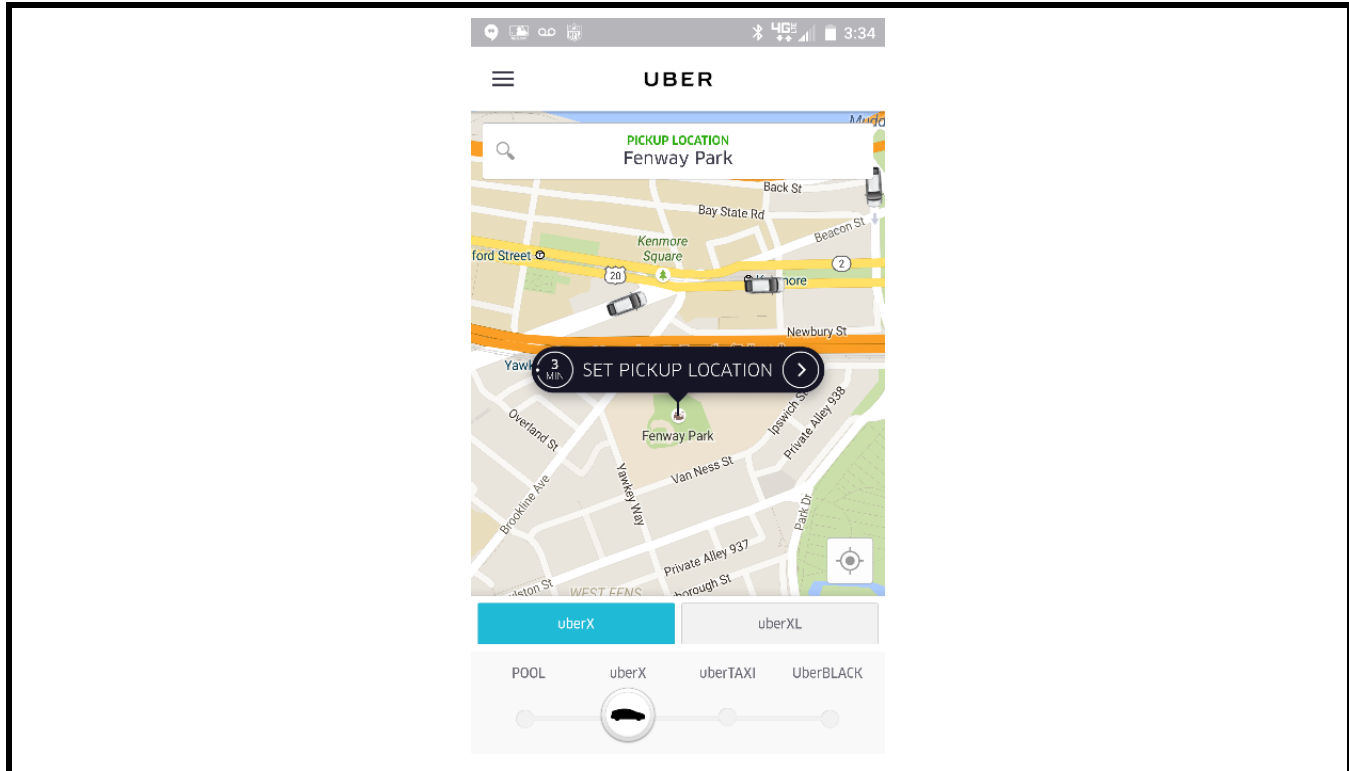 4G 3:34
UBER
PICKUP LOCATION
Fenway Park
Back St
Bay State Rd
Beacon St
Kenmore
Square
ford Street
20
2
Newbury St
3
MIN
SET PICKUP LOCATION
Overland St
Fenway Park
Ipswich St
Private Alley 938
Van Ness St
Yawkey Way
Brookline Ave
Park Dr
Private Alley 937
WEST FENS
uberX
uberXL
POOL
uberX
uberTAXI
UberBLACK